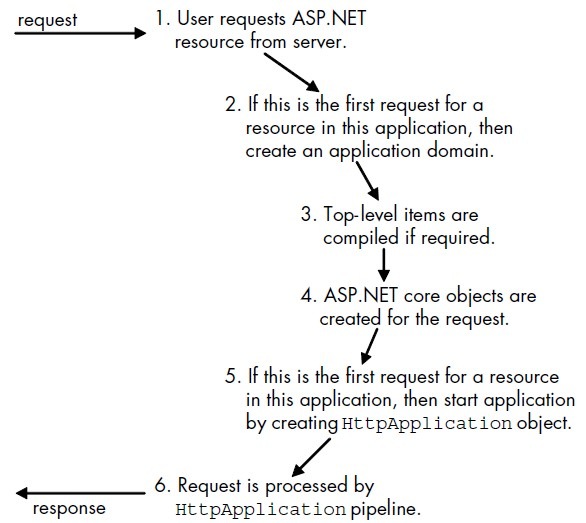 request
1. User requests ASP.NET
resource from server.
2. If this is the first request for a
resource in this application, then
create an application domain.
3. Top-level items are
compiled if required.
4. ASP.NET core objects are
created for the request.
5. If this is the first request for a resource
in this application, then start application
by creating HttpApplication object.
6. Request is processed by
HttpApplication pipeline.
response